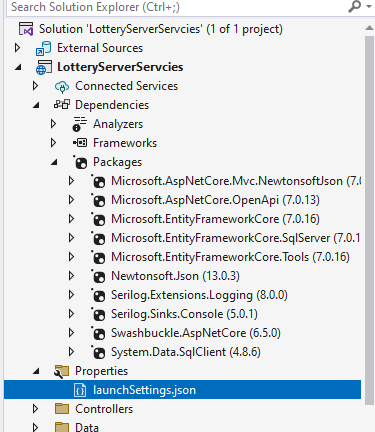 Search Solution Explorer (Ctrl+;)
Solution 'LotteryServerServcies' (1 of 1 project)
External Sources
LotteryServerServcies
Connected Services
Dependencies
Analyzers
Frameworks
Packages
Microsoft.AspNetCore.Mvc.NewtonsoftJson (7.0
Microsoft.AspNetCore.OpenApi (7.0.13)
Microsoft.EntityFrameworkCore (7.0.16)
Microsoft.EntityFrameworkCore.SqlServer (7.0.1
Microsoft.EntityFrameworkCore.Tools (7.0.16)
Newtonsoft.Json (13.0.3)
Serilog.Extensions.Logging (8.0.0)
Serilog.Sinks.Console (5.0.1)
Swashbuckle.AspNetCore (6.5.0)
System.Data.SqlClient (4.8.6)
Properties
launchSettings.json
Controllers
Data